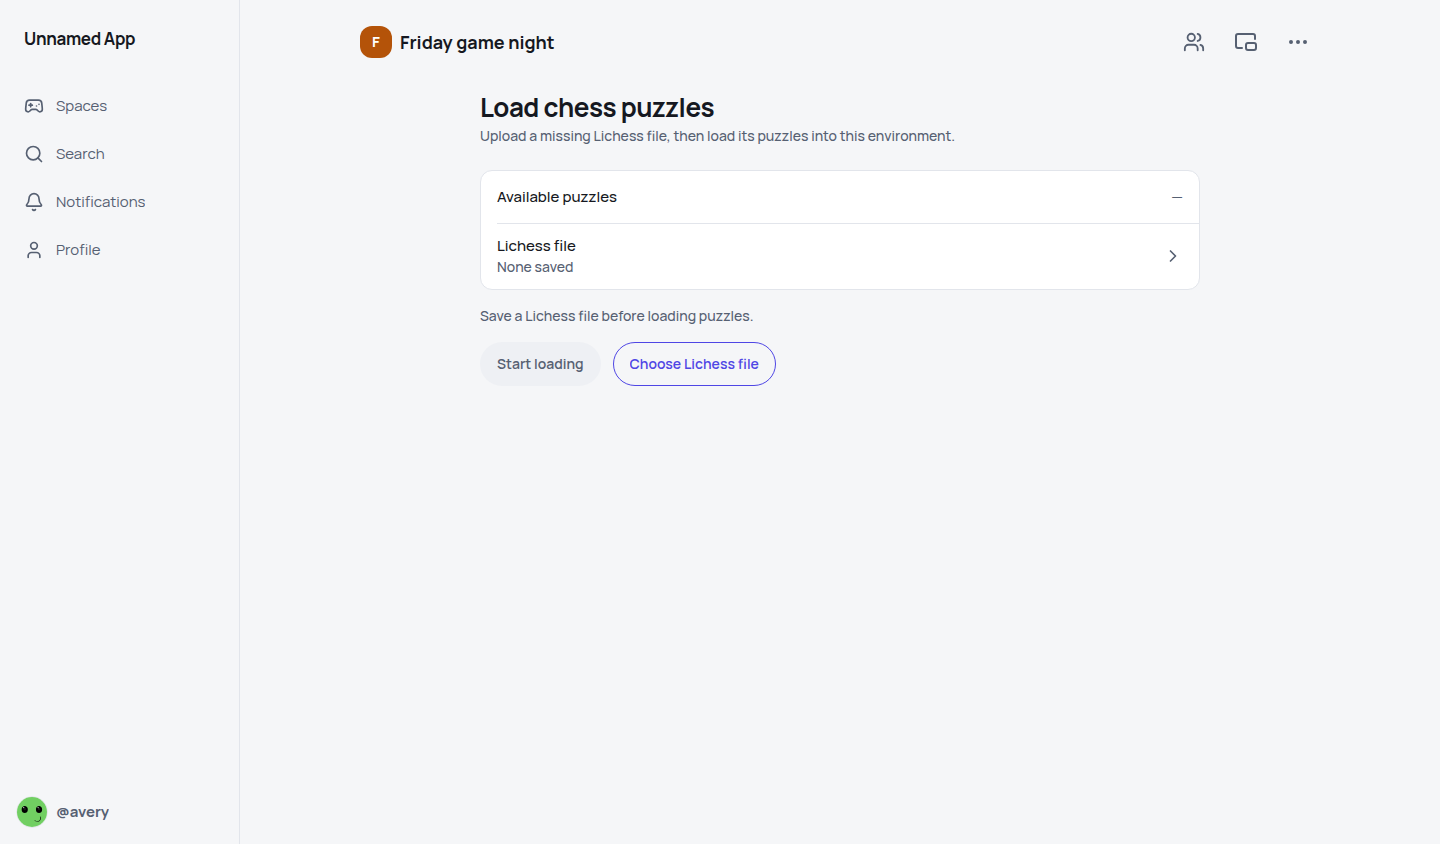 Unnamed App
Spaces
Search
Notifications
Profile
@avery
F
Friday game night
Load chess puzzles
Upload a missing Lichess file, then load its puzzles into this environment.
Available puzzles
–
Lichess file
None saved
Save a Lichess file before loading puzzles.
Start loading
Choose Lichess file